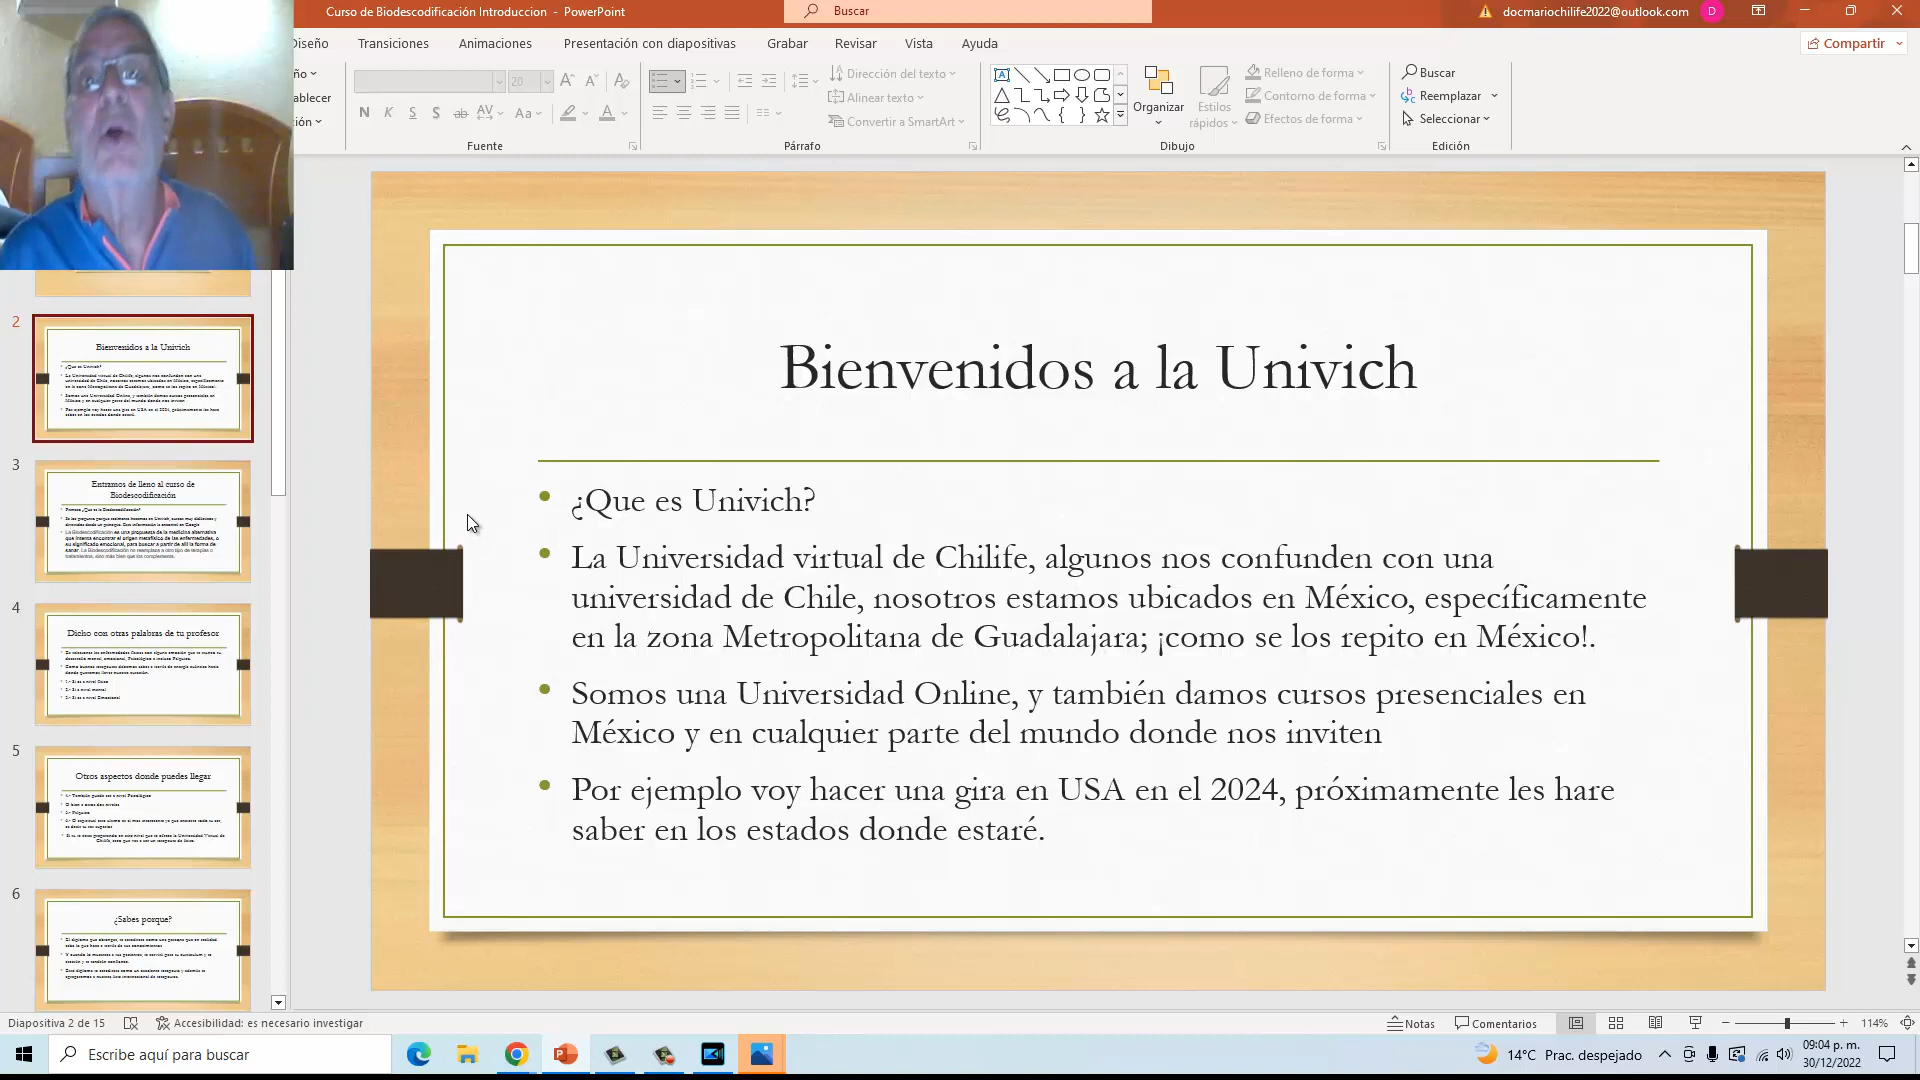 Curso de Biodescodificación Introduccion - PowerPoint
Buscar
docmariochilife2022@outlook.com
D
Transiciones
Animaciones
Presentación con diapositivas
Grabar
Revisar
Vista
Ayuda
Compartir
20
Dirección del texto
Alinear texto
Convertir a SmartArt
Organizar
Estilos
rápidos
Relleno de forma
Contorno de forma
Efectos de forma
Buscar
Reemplazar
Seleccionar
Fuente
Párrafo
Dibujo
Edición
Bienvenidos a la Univich
• ¿Que es Univich?
• La Universidad virtual de Chilife, algunos nos confunden con una
universidad de Chile, nosotros estamos ubicados en México, específicamente
en la zona Metropolitana de Guadalajara; ¡como se los repito en México!.
• Somos una Universidad Online, y también damos cursos presenciales en
México y en cualquier parte del mundo donde nos inviten
• Por ejemplo voy hacer una gira en USA en el 2024, próximamente les hare
saber en los estados donde estaré.
2
Bienvenidos a la Univich
3
Entramos de lleno al curso de
Biodescodificación
4
Dicho con otras palabras de tu profesor
5
Otros aspectos donde puedes llegar
6
¿Sabes porque?
Diapositiva 2 de 15
Accesibilidad: es necesario investigar
Notas
Comentarios
114%
Escribe aquí para buscar
14°C Prac. despejado
09:04 p. m.
30/12/2022